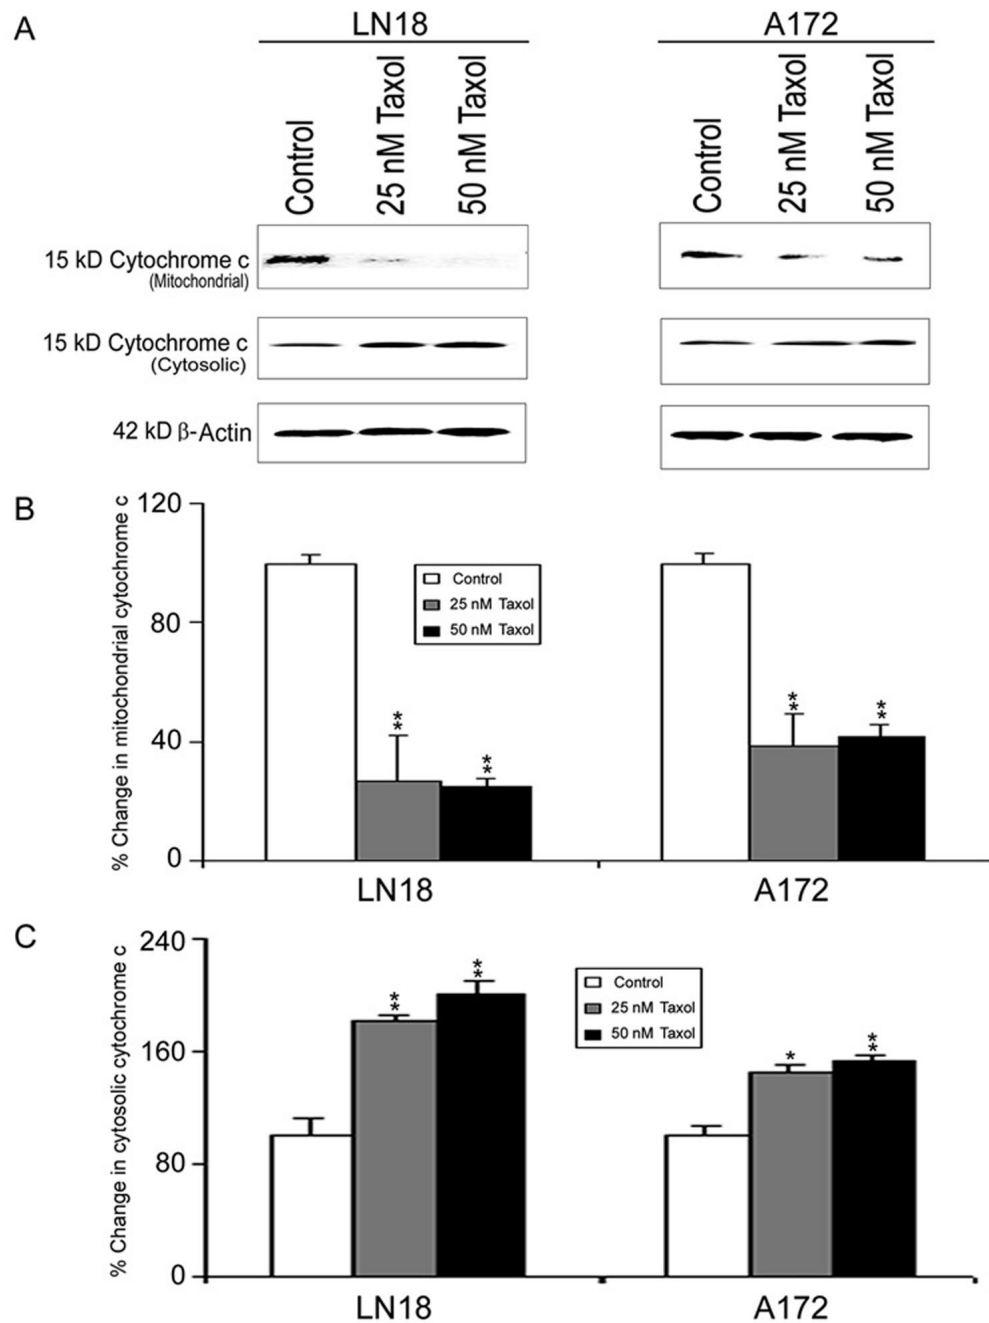 A
LN18
A172
Control
25 nM Taxol
50 nM Taxol
Control
25 nM Taxol
50 nM Taxol
15 kD Cytochrome c
(Mitochondrial)
15 kD Cytochrome c
(Cytosolic)
42 kD β-Actin
B
% Change in mitochondrial cytochrome c
120
80
40
0
Control
25 nM Taxol
50 nM Taxol
**
**
**
**
LN18
A172
C
% Change in cytosolic cytochrome c
240
160
80
0
Control
25 nM Taxol
50 nM Taxol
**
**
*
**
LN18
A172